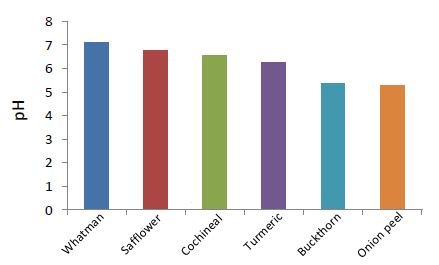 8
7
6
5
4
3
2
1
0
pH
Whatman
Safflower
Cochineal
Turmeric
Buckthorn
Onion peel